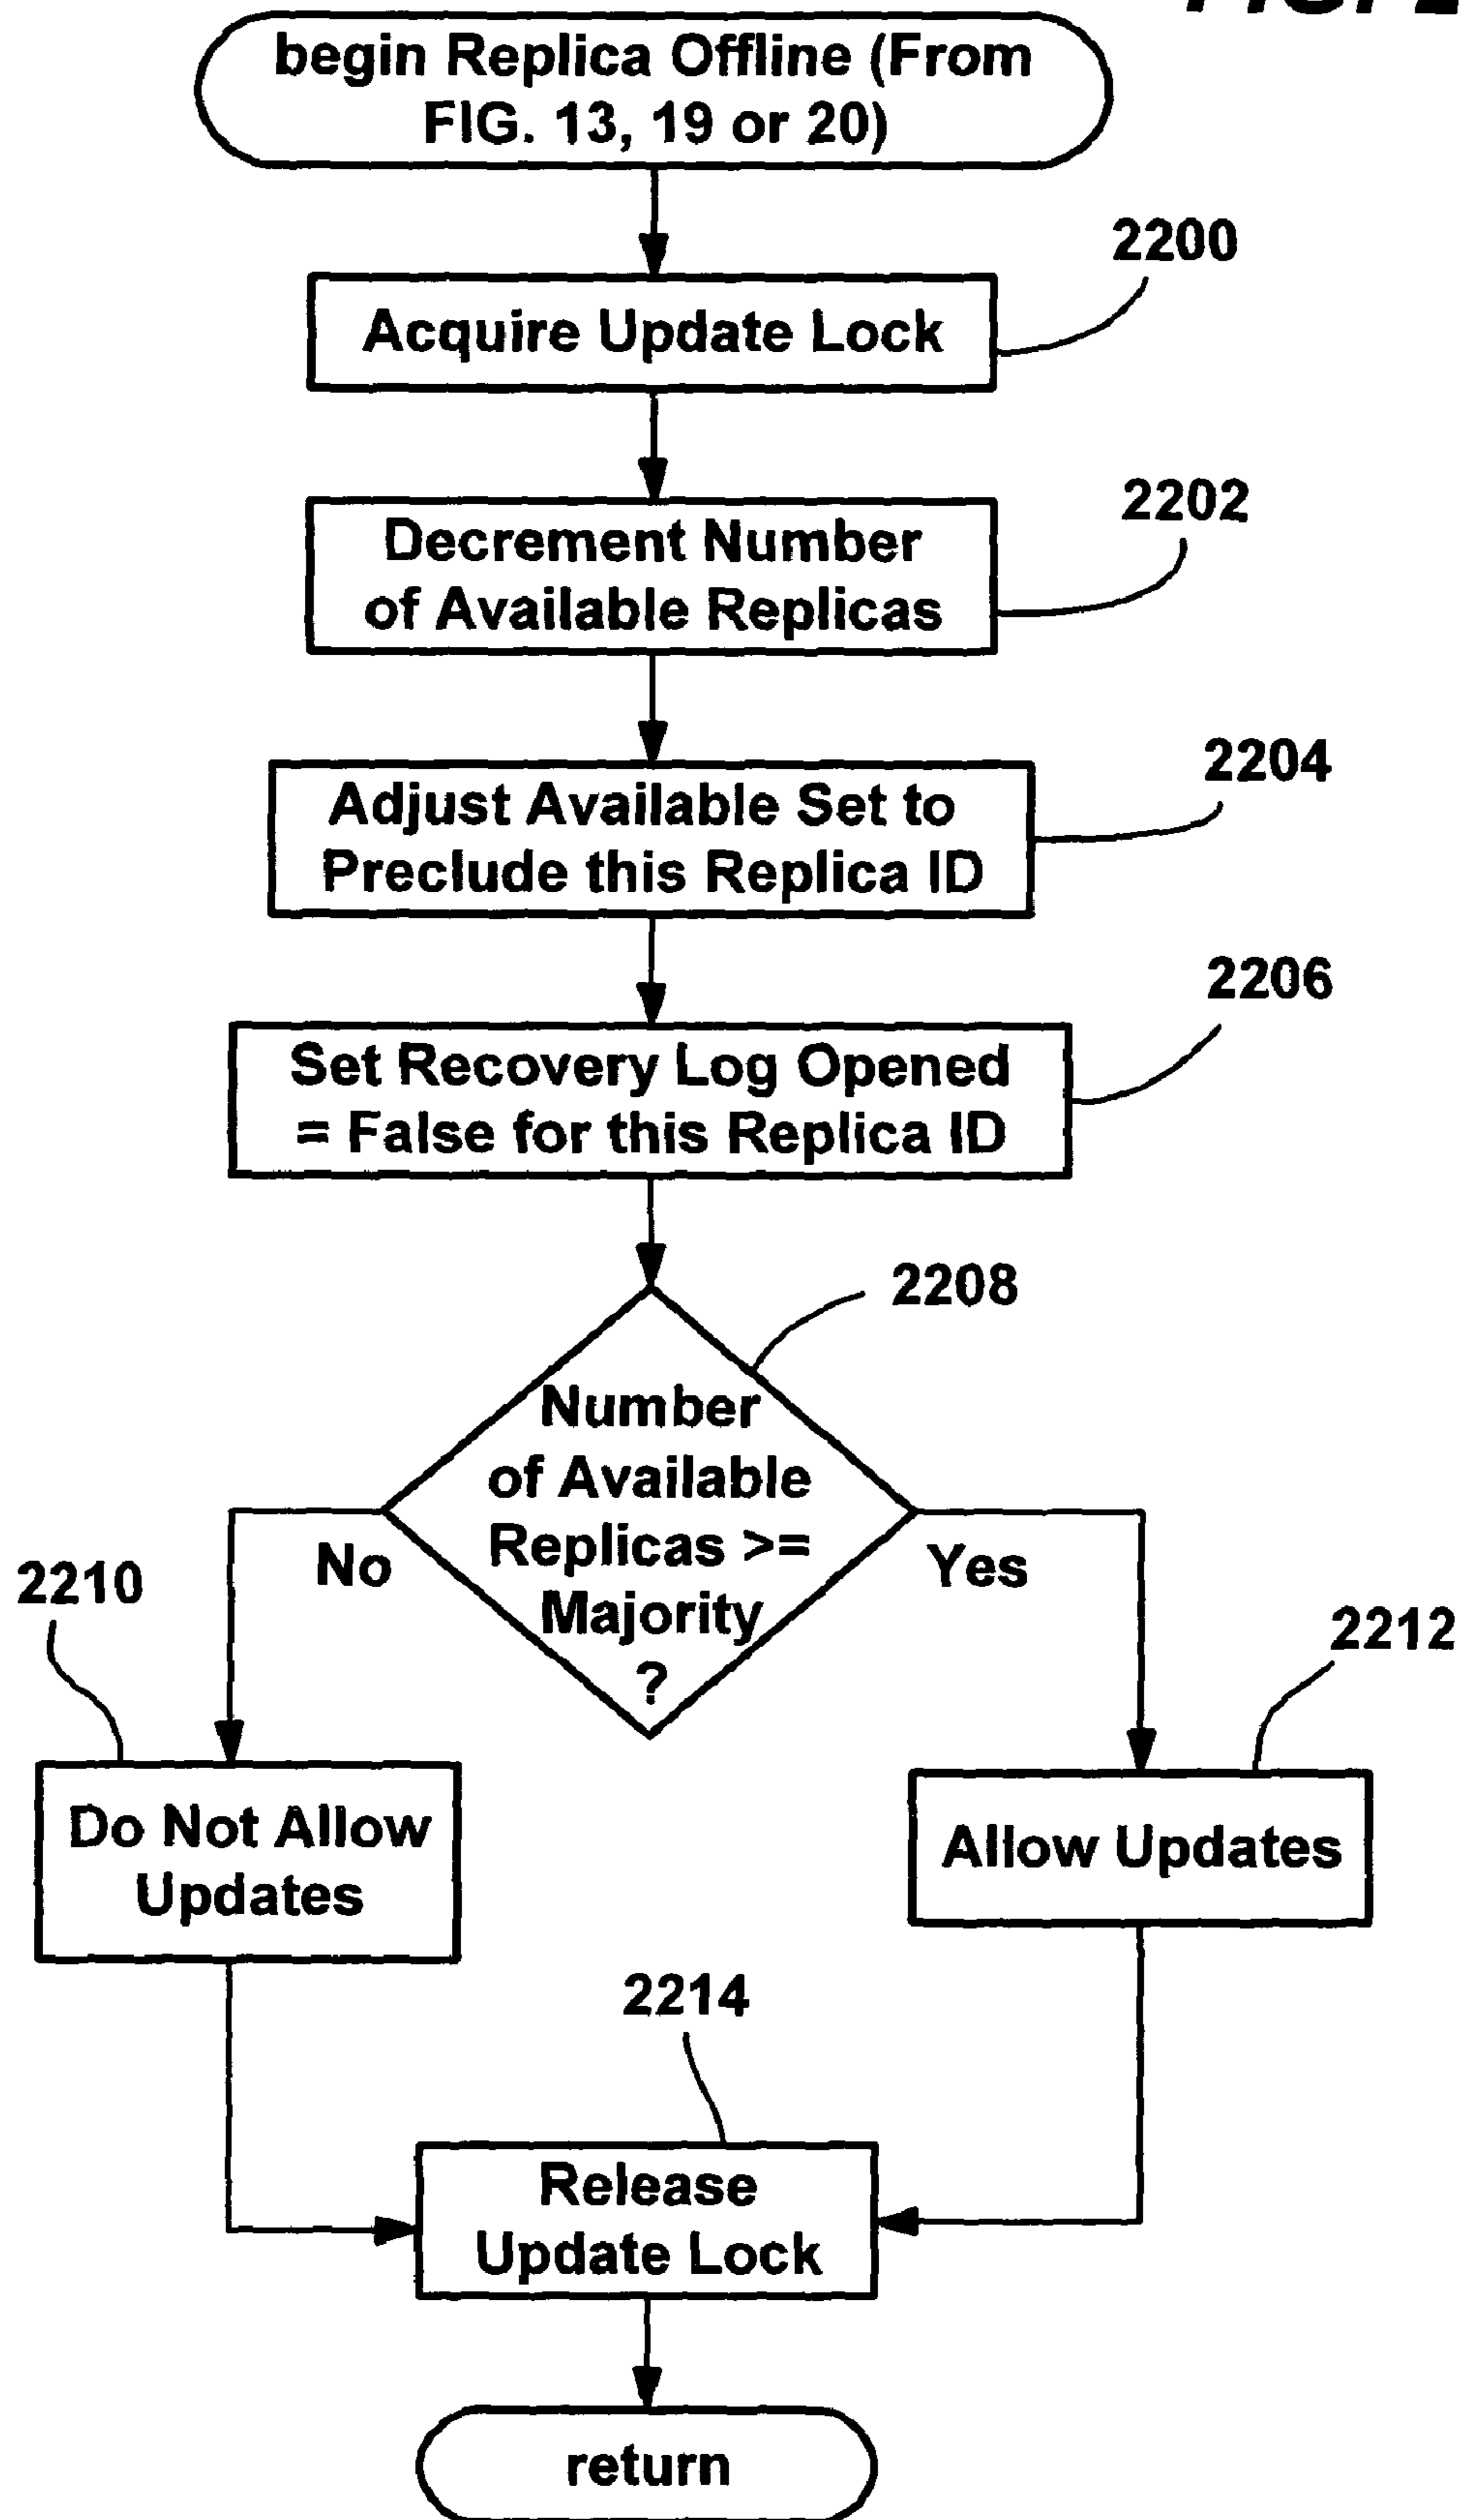 begin Replica Offline (From
FIG. 13, 19 or 20)
2200
Acquire Update Lock
2202
Decrement Number
of Available Replicas
2204
Adjust Available Set to
Preclude this Replica ID
2206
Set Recovery Log Opened
= False for this Replica ID
2208
Number
of Available
Replicas >=
Majority
?
No
Yes
2210
2212
Do Not Allow
Updates
Allow Updates
2214
Release
Update Lock
return